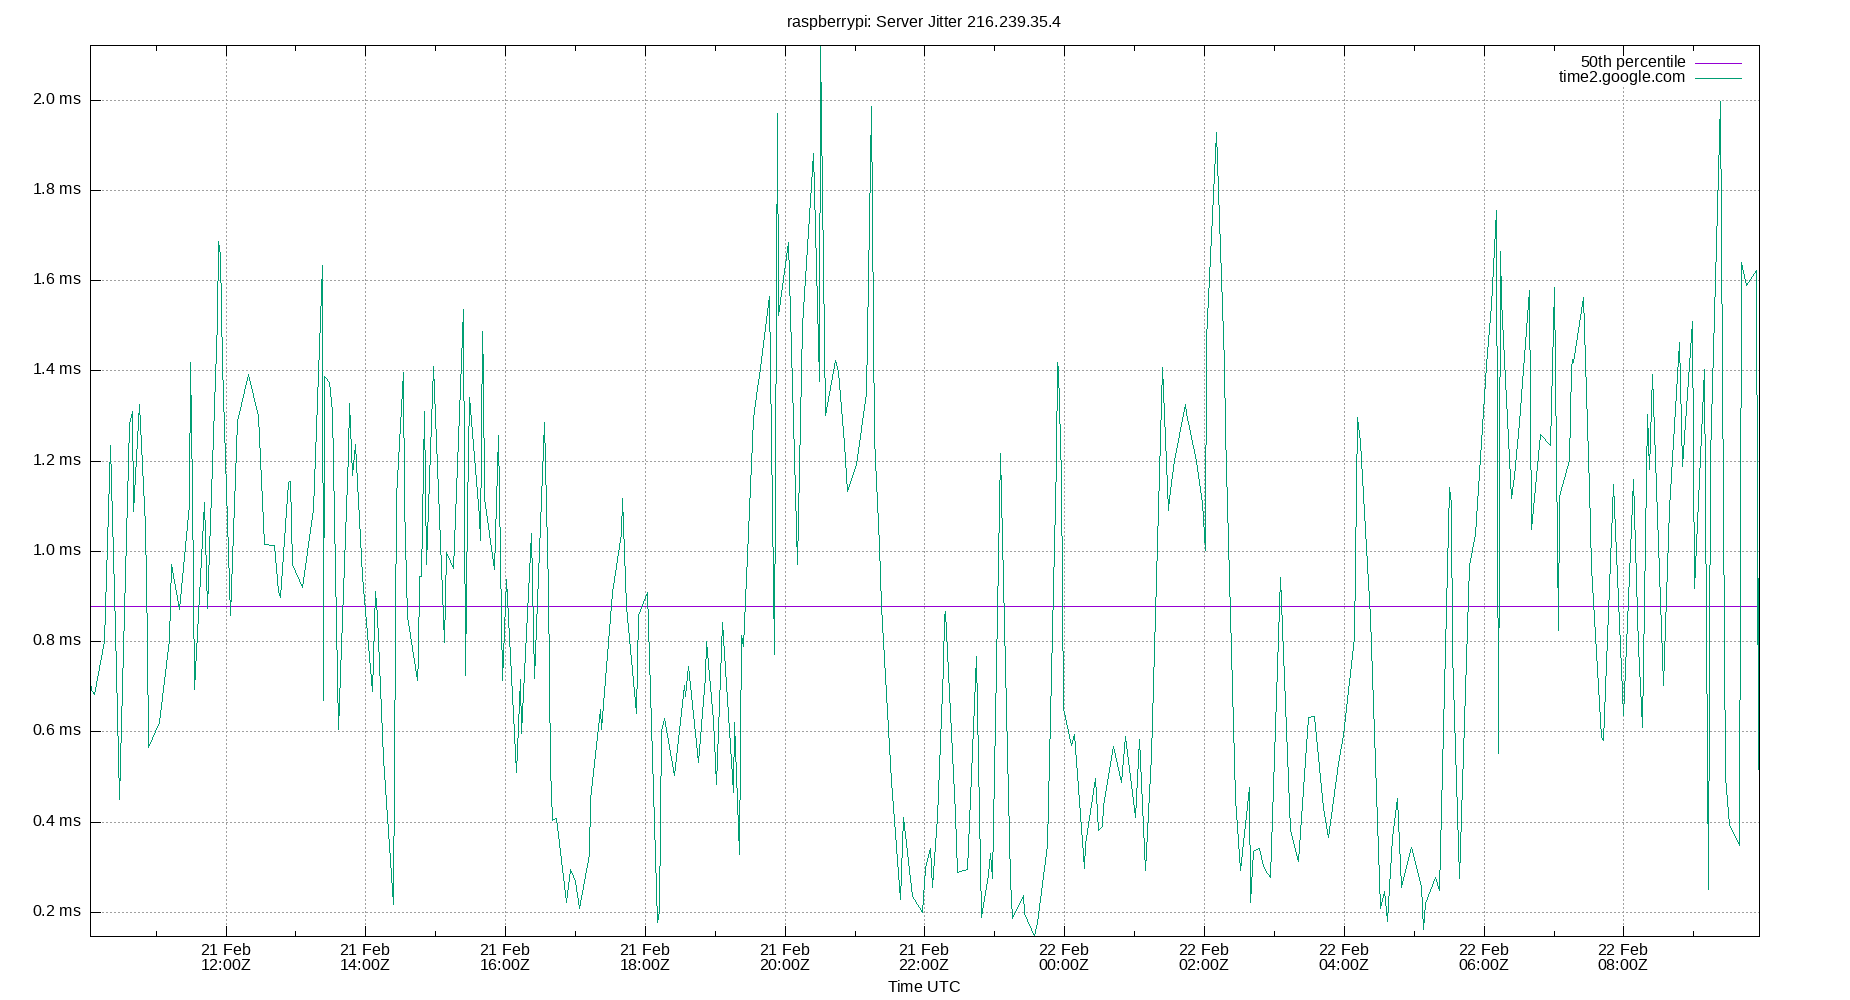 raspberrypi: Server Jitter 216.239.35.4
50th percentile
time2.google.com
2.0 ms
1.8 ms
1.6 ms
1.4 ms
1.2 ms
1.0 ms
0.8 ms
0.6 ms
0.4 ms
0.2 ms
21 Feb 21 Feb 21 Feb 21 Feb 21 Feb 21 Feb 22 Feb 22 Feb 22 Feb 22 Feb 22 Feb
12:00Z 14:00Z 16:00Z 18:00Z 20:00Z 22:00Z 00:00Z 02:00Z 04:00Z 06:00Z 08:00Z
Time UTC